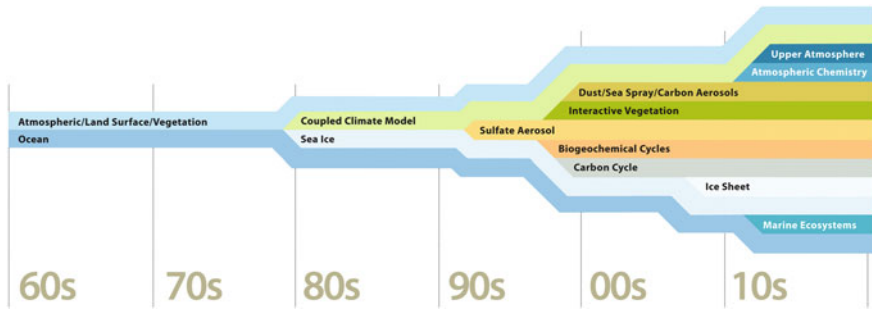 Upper Atmosphere
Atmospheric Chemistry
Dust/Sea Spray/Carbon Aerosols
Interactive Vegetation
Atmospheric/Land Surface/Vegetation
Coupled Climate Model
Sulfate Aerosol
Ocean
Sea Ice
Biogeochemical Cycles
Carbon Cycle
Ice Sheet
Marine Ecosystems
60s
70s
80s
90s
00s
10s